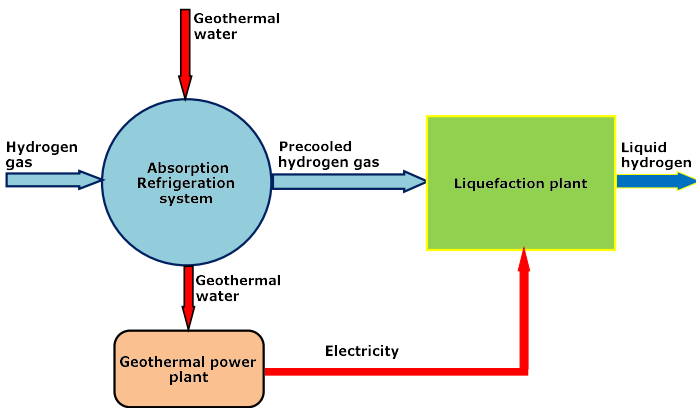 Geothermal
water
Hydrogen
gas
Absorption
Refrigeration
system
Precooled
hydrogen gas
Liquefaction plant
Liquid
hydrogen
Geothermal
water
Geothermal power
plant
Electricity